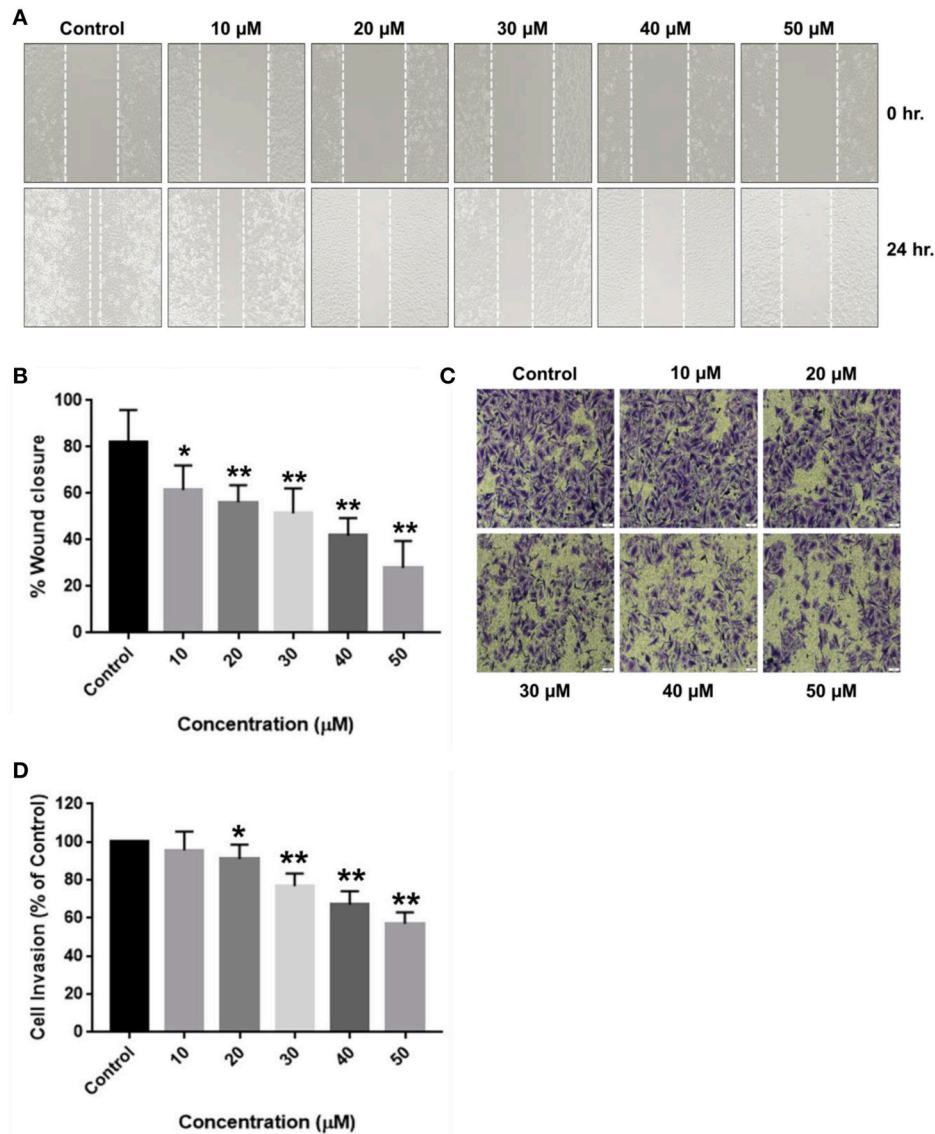 A
Control 10 µM 20 µM 30 µM 40 µM 50 µM
0 hr.
24 hr.
B
% Wound closure
100
80
60
40
20
0
* ** ** ** **
Control 10 20 30 40 50
Concentration (µM)
C
Control 10 µM 20 µM
30 µM 40 µM 50 µM
D
Cell Invasion (% of Control)
120
100
80
60
40
20
0
* ** ** **
Control 10 20 30 40 50
Concentration (µM)